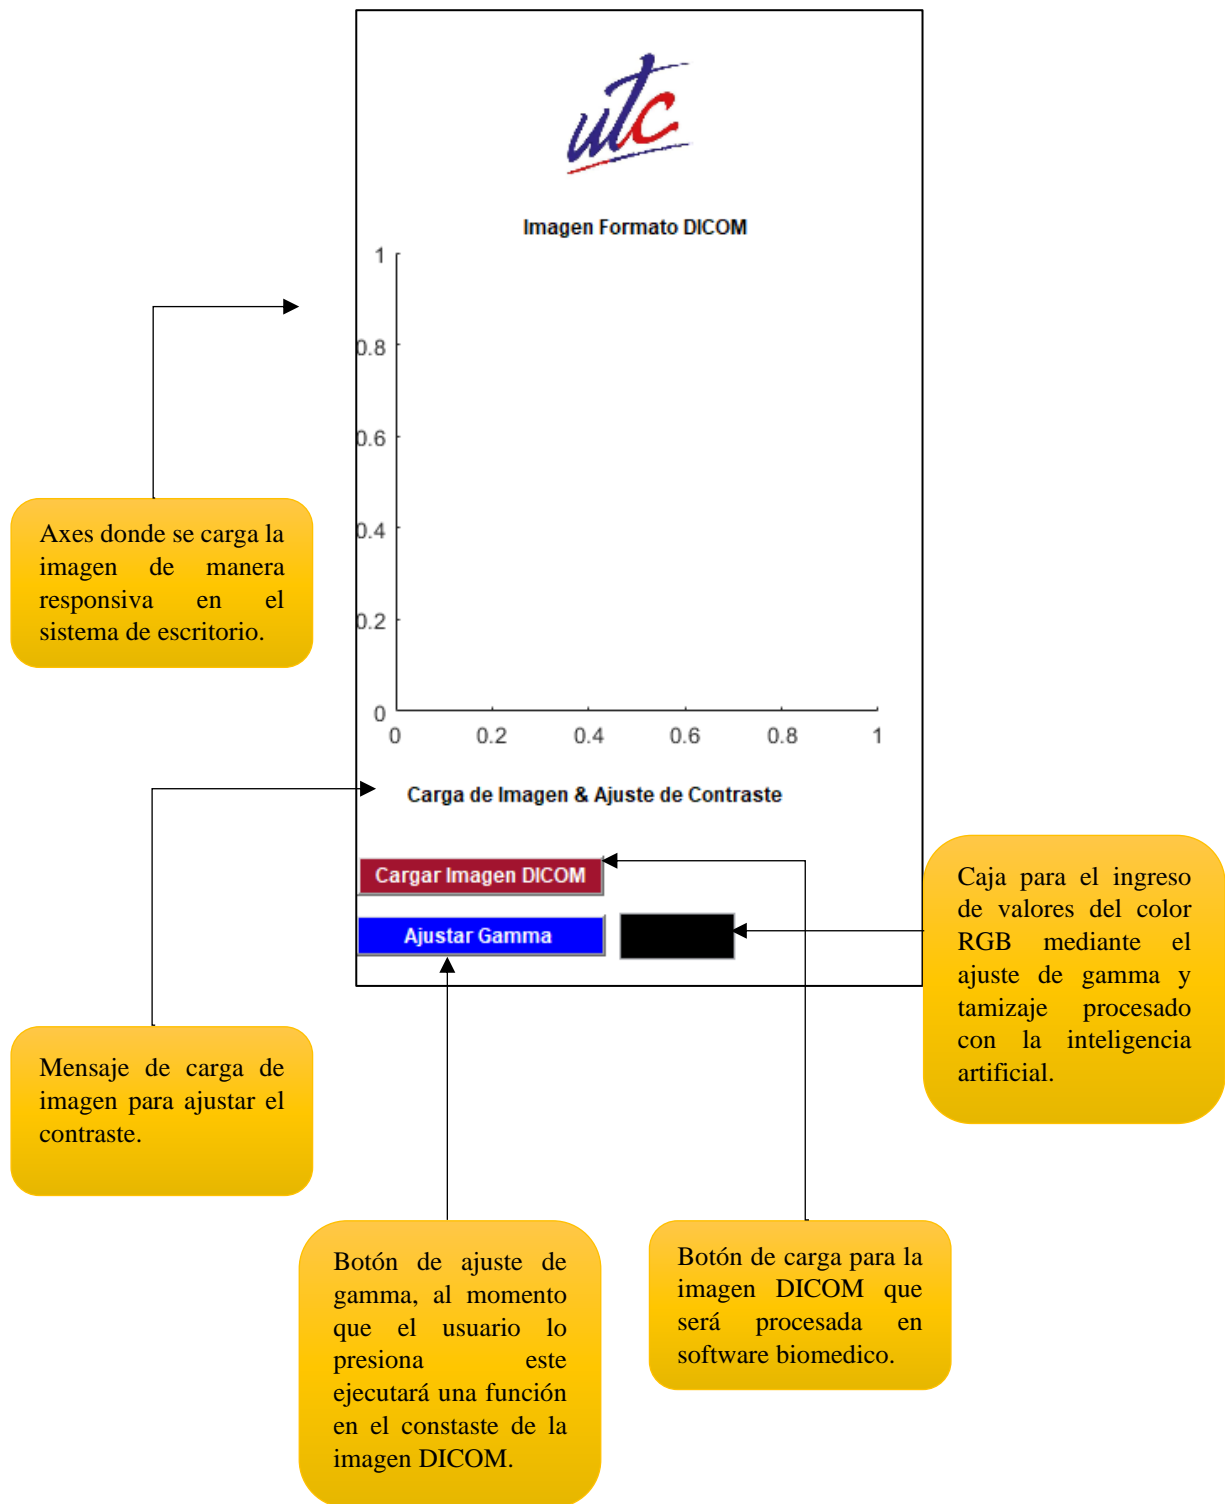 utc
Imagen Formato DICOM
1
0.8
0.6
0.4
0.2
0
0 0.2 0.4 0.6 0.8 1
Axes donde se carga la
imagen de manera
responsiva en el
sistema de escritorio.
Carga de Imagen & Ajuste de Contraste
Cargar Imagen DICOM
Ajustar Gamma
Caja para el ingreso
de valores del color
RGB mediante el
ajuste de gamma y
tamizaje procesado
con la inteligencia
artificial.
Mensaje de carga de
imagen para ajustar el
contraste.
Botón de ajuste de
gamma, al momento
que el usuario lo
presiona este
ejecutará una función
en el constaste de la
imagen DICOM.
Botón de carga para la
imagen DICOM que
será procesada en
software biomedico.